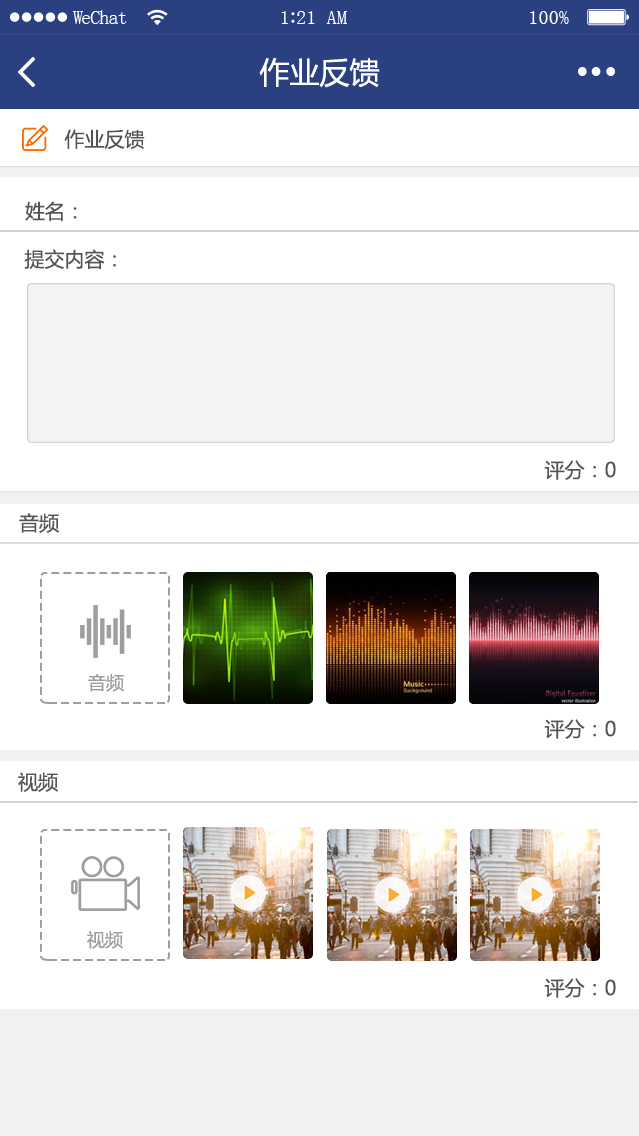 WeChat 1:21 AM 100%
作业反馈
作业反馈
姓名：
提交内容：
评分：0
音频
音频
Music
Background
Digital Equalizer
vector illustration
评分：0
视频
视频
评分：0